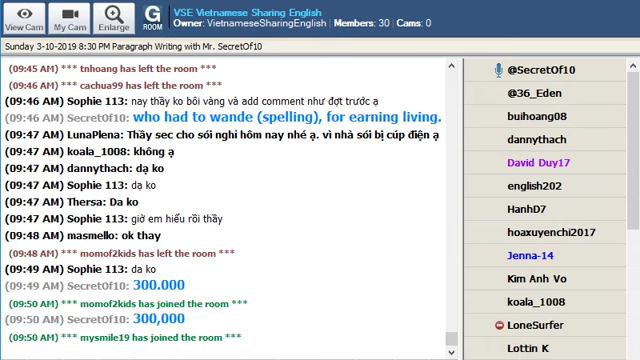 View Cam
My Cam
Enlarge
G
ROOM
VSE Vietnamese Sharing English
Owner: VietnameseSharingEnglish | Members: 30 | Cams: 0
Sunday 3-10-2019 8:30 PM Paragraph Writing with Mr. SecretOf10
(09:45 AM) *** tnhoang has left the room ***
(09:46 AM) *** cachua99 has left the room ***
(09:46 AM) Sophie 113: nay thầy ko bôi vàng và add comment như đợt trước ạ
(09:46 AM) SecretOf10: who had to wande (spelling), for earning living.
(09:47 AM) LunaPlena: Thầy sec cho sói nghi hôm nay nhé ạ. vì nhà sói bị cúp điện ạ
(09:47 AM) koala_1008: không ạ
(09:47 AM) dannythach: dạ ko
(09:47 AM) Sophie 113: dạ ko
(09:47 AM) Thersa: Da ko
(09:47 AM) Sophie 113: giờ em hiểu rồi thầy
(09:48 AM) masmello: ok thay
(09:48 AM) *** momof2kids has left the room ***
(09:49 AM) Sophie 113: da ko
(09:49 AM) SecretOf10: 300.000
(09:50 AM) *** momof2kids has joined the room ***
(09:50 AM) SecretOf10: 300,000
(09:50 AM) *** mysmile19 has joined the room ***
@SecretOf10
@36_Eden
buihoang08
dannythach
David Duy17
english202
HanhD7
hoaxuyenchi2017
Jenna-14
Kim Anh Vo
koala_1008
LoneSurfer
Lottin K